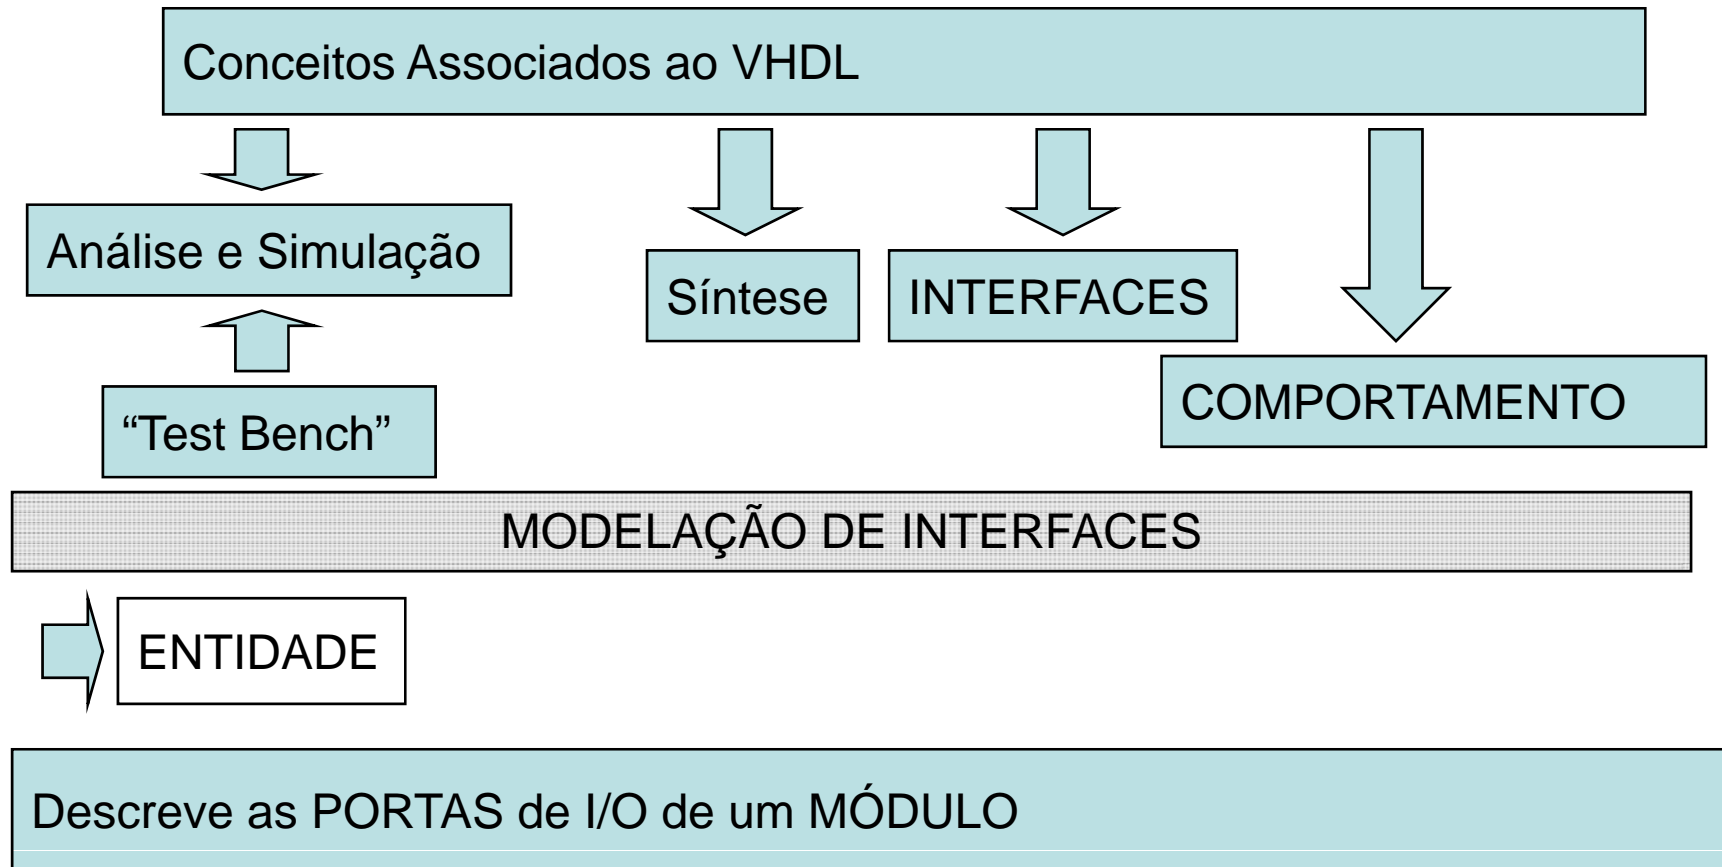 Conceitos Associados ao VHDL
Análise e Simulação
Síntese
INTERFACES
COMPORTAMENTO
“Test Bench”
MODELAÇÃO DE INTERFACES
ENTIDADE
Descreve as PORTAS de I/O de um MÓDULO